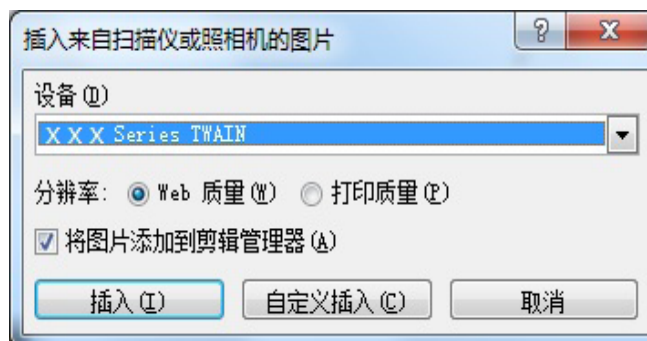 插入来自扫描仪或照相机的图片
设备(D)
X X X Series TWAIN
分辨率: Web 质量(W) 打印质量(P)
将图片添加到剪辑管理器(A)
插入(I) 自定义插入(C) 取消